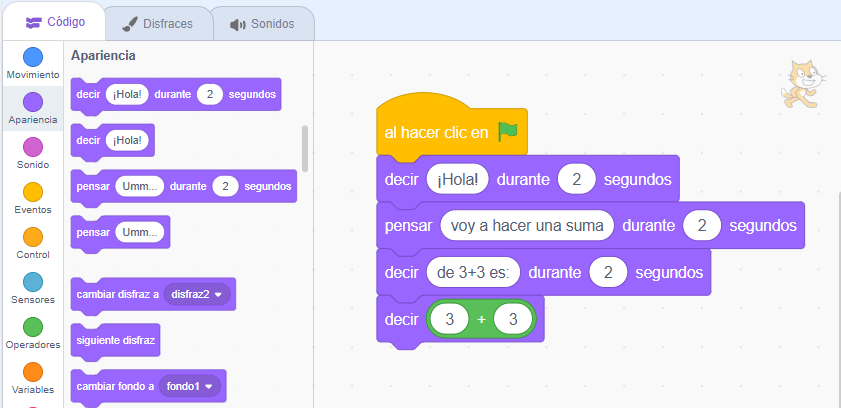 Código
Disfraces
Sonidos
Movimiento
Apariencia
Sonido
Eventos
Control
Sensores
Operadores
Variables
Apariencia
decir ¡Hola! durante 2 segundos
decir ¡Hola!
pensar Umm... durante 2 segundos
pensar Umm...
cambiar disfraz a disfraz2
siguiente disfraz
cambiar fondo a fondo1
al hacer clic en
decir ¡Hola! durante 2 segundos
pensar voy a hacer una suma durante 2 segundos
decir de 3+3 es: durante 2 segundos
decir 3 + 3